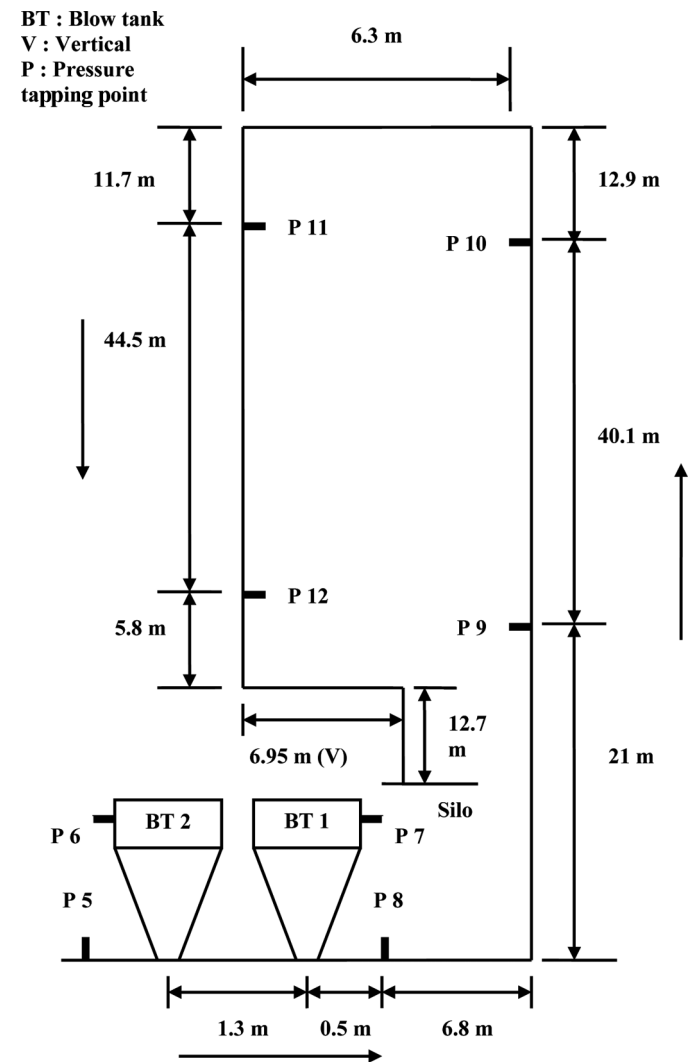 BT : Blow tank
V : Vertical
P : Pressure
tapping point
6.3 m
11.7 m
12.9 m
P 11
P 10
44.5 m
40.1 m
P 12
5.8 m
P 9
12.7
m
6.95 m (V)
21 m
Silo
BT 2
BT 1
P 6
P 7
P 5
P 8
1.3 m
0.5 m
6.8 m